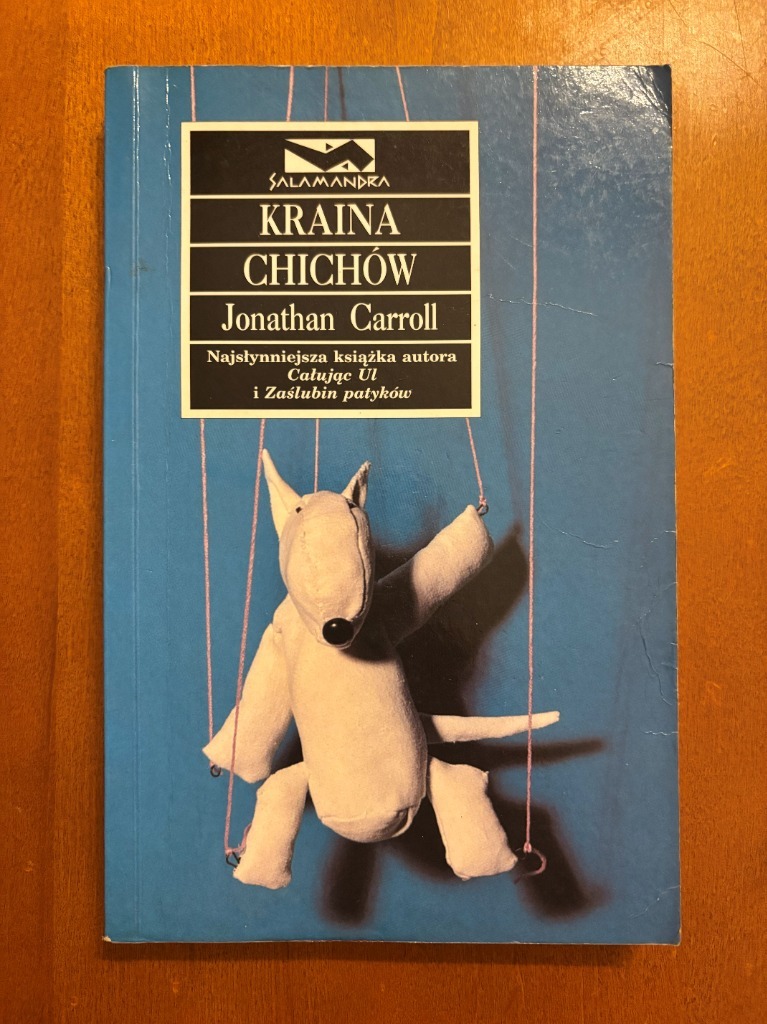 SALAMANDRA
KRAINA
CHICHÓW
Jonathan Carroll
Najsłynniejsza książka autora
Całując Ul
i Zaślubin patyków